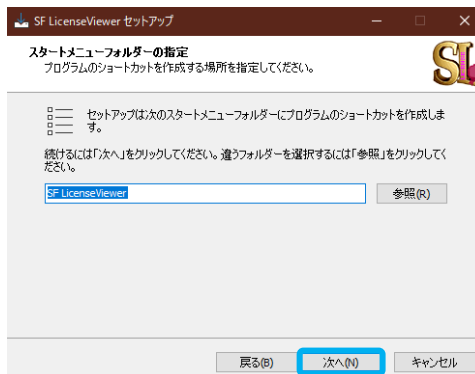 SF LicenseViewer セットアップ
スタートメニューフォルダーの指定
プログラムのショートカットを作成する場所を指定してください。
SL
セットアップは次のスタートメニューフォルダーにプログラムのショートカットを作成しま
す。
続けるには「次へ」をクリックしてください。違うフォルダーを選択するには「参照」をクリックしてく
ださい。
SF LicenseViewer
参照(R)
戻る(B)
次へ(N)
キャンセル